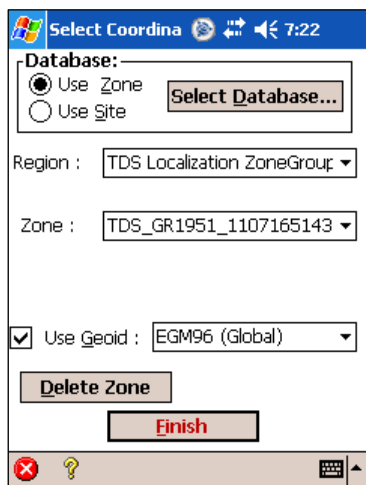 Select Coordina 7:22
Database:
Use Zone
Select Database...
Use Site
Region : TDS Localization ZoneGroup
Zone : TDS_GR1951_1107165143
Use Geoid : EGM96 (Global)
Delete Zone
Finish
?